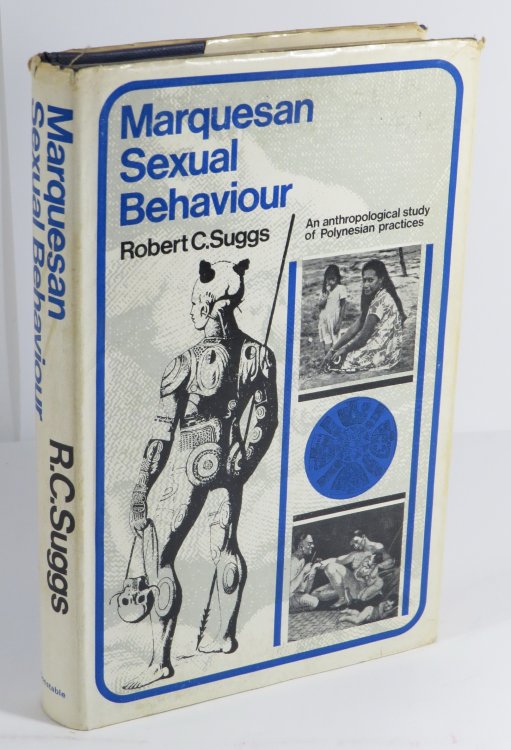 Marquesan
Sexual
Behaviour
Robert C.Suggs
An anthropological study
of Polynesian practices
Marquesan
Sexual Behaviour
R.C.Suggs